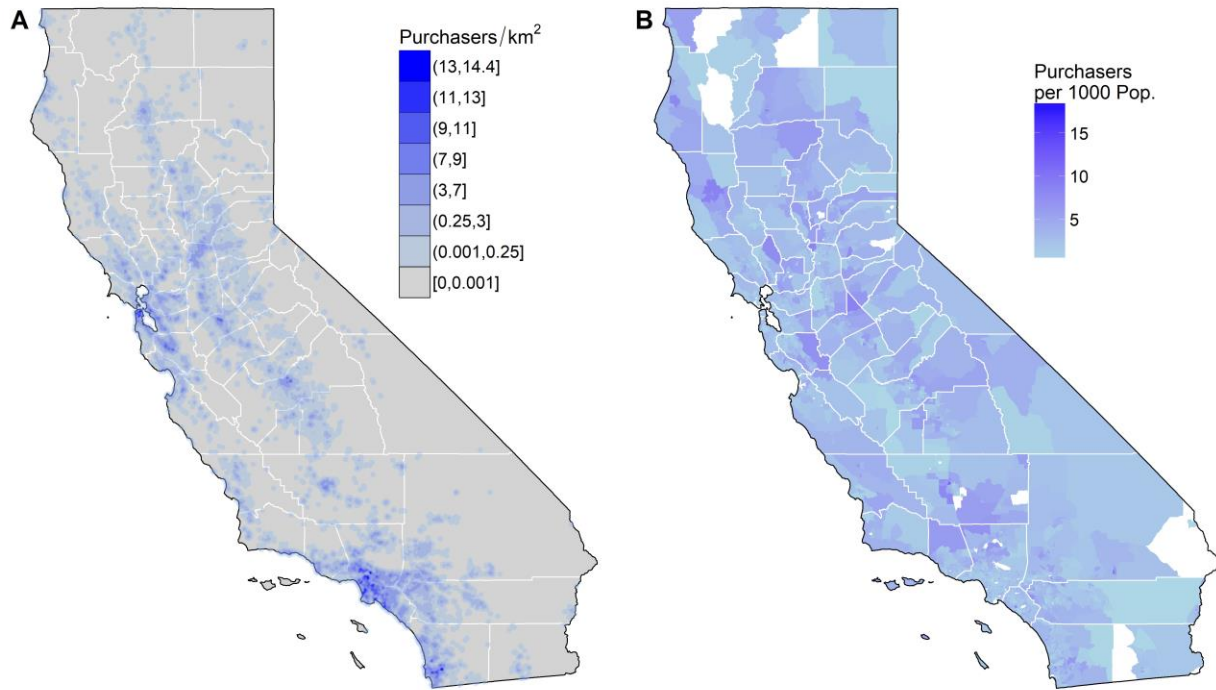 A
Purchasers/km²
(13,14.4]
(11,13]
(9,11]
(7,9]
(3,7]
(0.25,3]
(0.001,0.25]
[0,0.001]
B
Purchasers
per 1000 Pop.
15
10
5